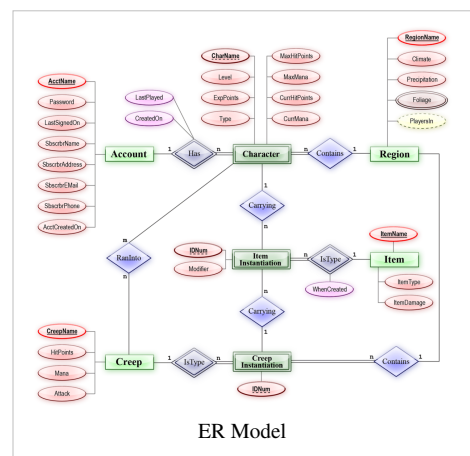 RegionName
CharName
MaxHitPoints
Climate
AcctName
Level
MaxMana
Precipitation
Password
LastPlayed
ExpPoints
CurrHitPoints
Foliage
LastSignedOn
CreatedOn
Type
CurrMana
PlayersIn
SbscrbrName
Account
1
Has
n
Character
n
Contains
1
Region
SbscrbrAddress
1
1
SbscrbrEMail
SbscrbrPhone
Carrying
AcctCreatedOn
n
n
ItemName
RanInto
IDNum
Modifier
Item
Instantiation
n
IsType
1
Item
n
n
WhenCreated
ItemType
ItemDamage
Carrying
CreepName
1
1
HitPoints
Creep
1
IsType
n
Creep
Instantiation
n
Contains
Mana
Attack
IDNum
ER Model